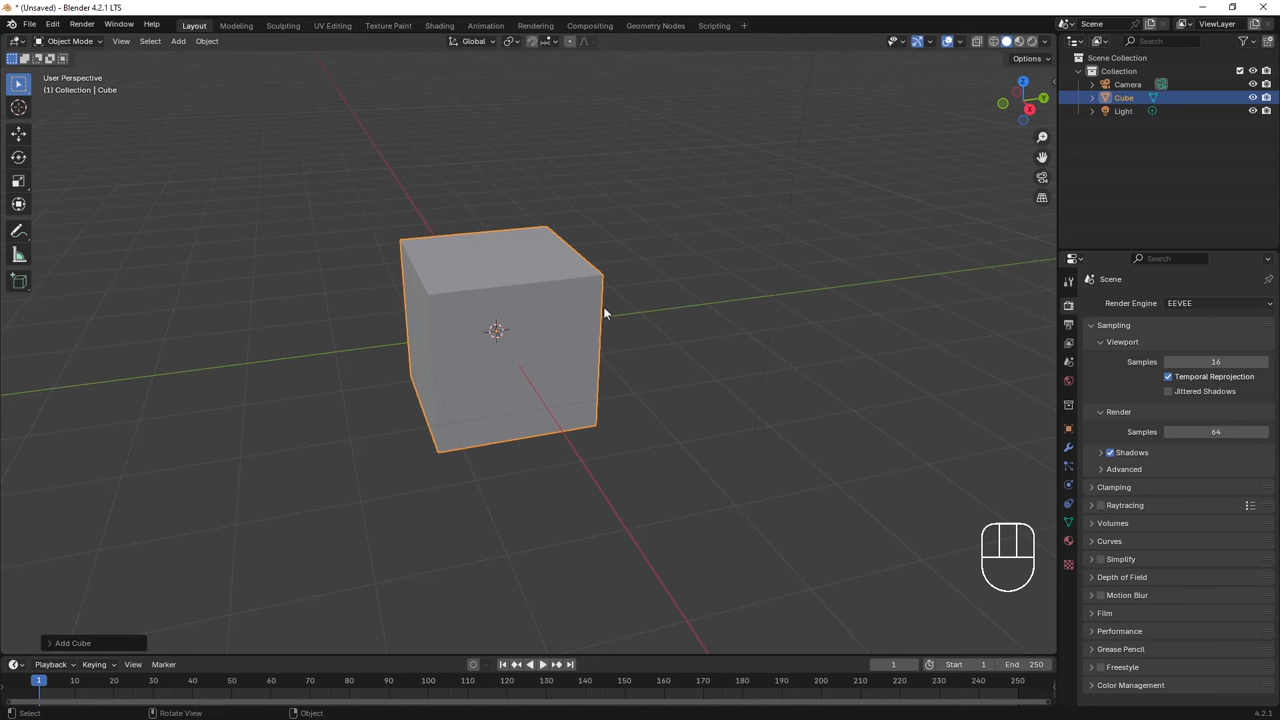 * (Unsaved) - Blender 4.2.1 LTS
File Edit Render Window Help Layout Modeling Sculpting UV Editing Texture Paint Shading Animation Rendering Compositing Geometry Nodes Scripting Scene ViewLayer
Object Mode View Select Add Object Global Search
Options
User Perspective
(1) Collection | Cube
Z
Y
X
Scene Collection
Collection
Camera
Cube
Light
Search
Scene
Render Engine EEVEE
Sampling
Viewport
Samples 16
Temporal Reprojection
Jittered Shadows
Render
Samples 64
Shadows
Advanced
Clamping
Raytracing
Volumes
Curves
Simplify
Depth of Field
Motion Blur
Film
Performance
Grease Pencil
Freestyle
Color Management
Add Cube
Playback Keying View Marker 1 Start 1 End 250
1 10 20 30 40 50 60 70 80 90 100 110 120 130 140 150 160 170 180 190 200 210 220 230 240 250
Select Rotate View Object 4.2.1